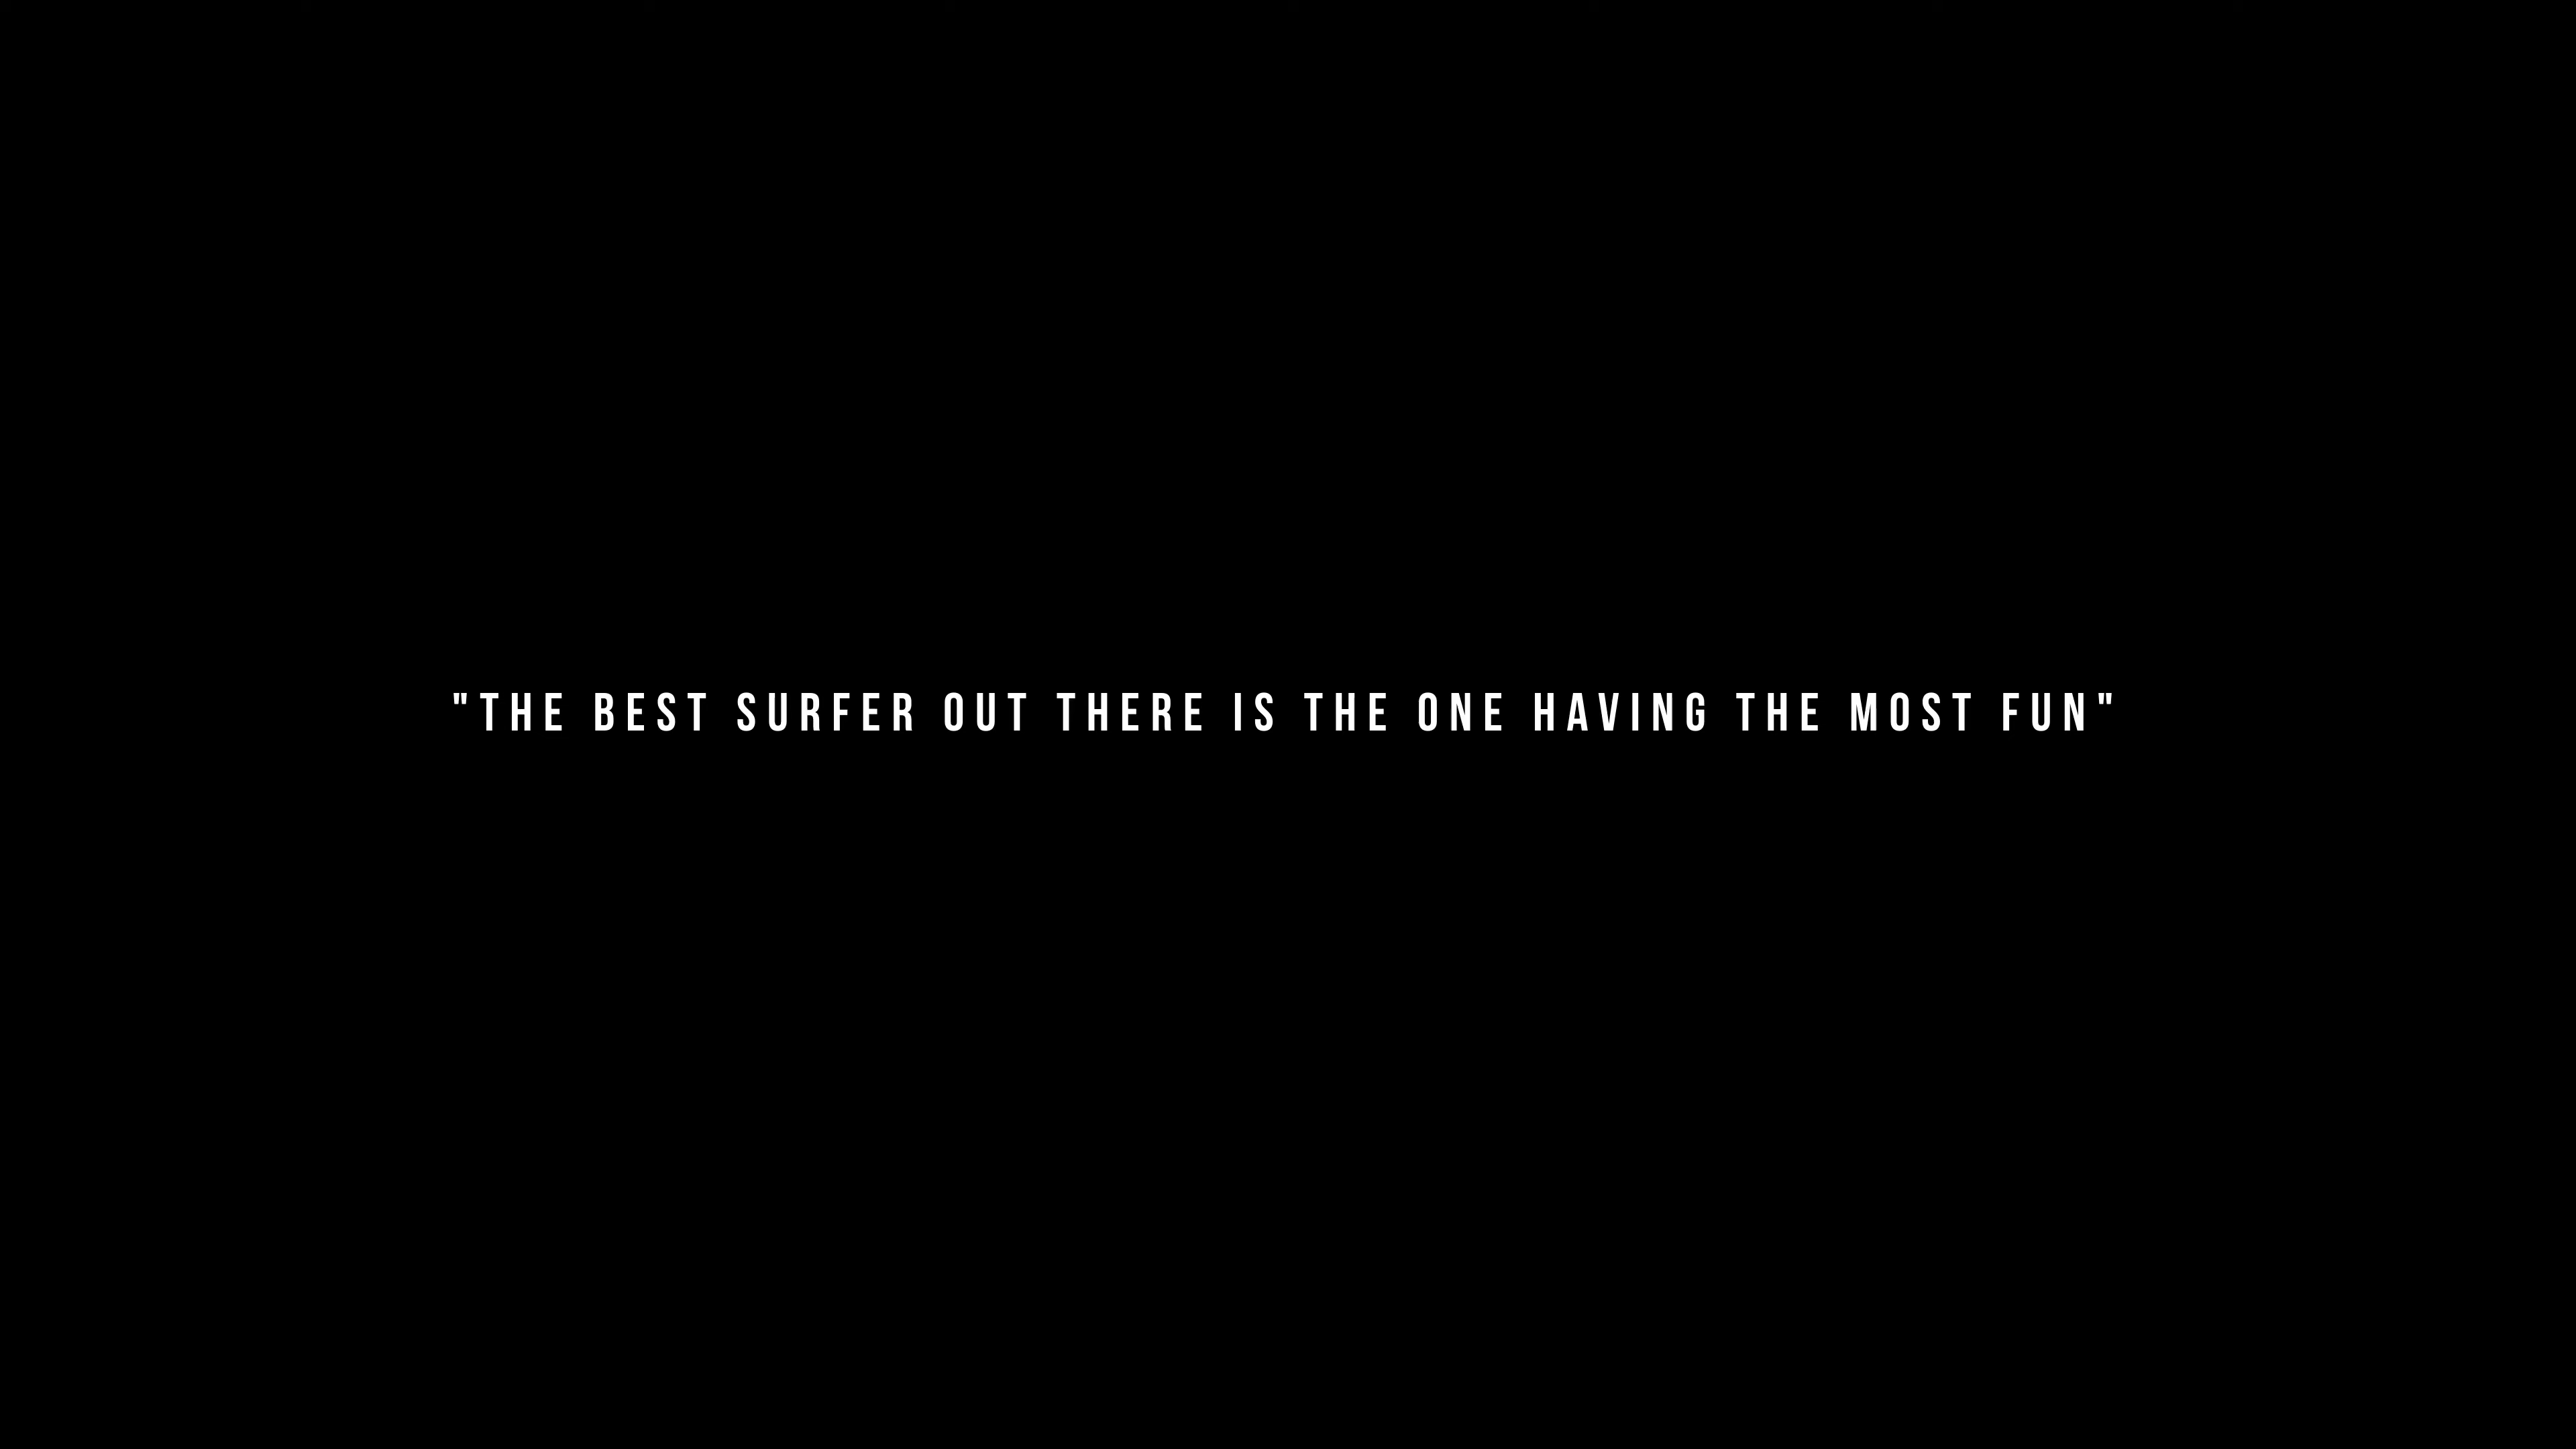 "THE BEST SURFER OUT THERE IS THE ONE HAVING THE MOST FUN"